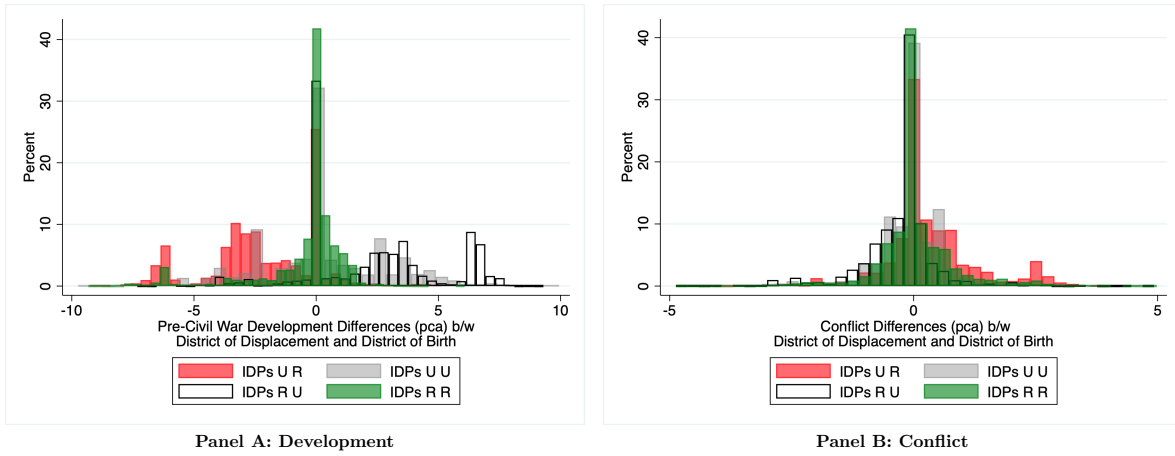 40
30
20
10
0
Percent
-10
-5
0
5
10
Pre-Civil War Development Differences (pca) b/w
District of Displacement and District of Birth
IDPs U R
IDPs U U
IDPs R U
IDPs R R
Panel A: Development
40
30
20
10
0
Percent
-5
0
5
Conflict Differences (pca) b/w
District of Displacement and District of Birth
IDPs U R
IDPs U U
IDPs R U
IDPs R R
Panel B: Conflict